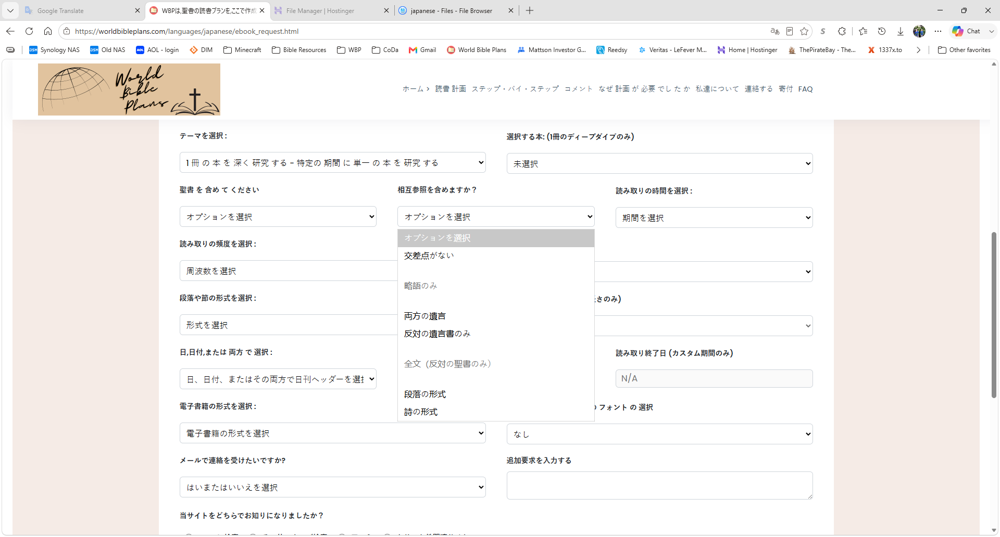 Google Translate
WBPは,聖書の読書プランを,ここで作成
File Manager | Hostinger
japanese - Files - File Browser
https://worldbibleplans.com/languages/japanese/ebook_request.html
Chat
Synology NAS
Old NAS
AOL - login
DIM
Minecraft
Bible Resources
WBP
CoDa
Gmail
World Bible Plans
Mattson Investor G...
Reedsy
Veritas - LeFever M...
Home | Hostinger
ThePirateBay - The...
1337x.to
Other favorites
World
Bible
Plans
ホーム > 読書 計画 ステップ・バイ・ステップ コメント なぜ 計画 が 必要 でし た か 私達について 連絡する 寄付 FAQ
テーマを選択 :
選択する本: (1冊のディープダイブのみ)
1 冊 の 本 を 深く 研究 する - 特定の 期間 に 単一 の 本 を 研究 する
未選択
聖書 を 含め て ください
相互参照を含めますか？
読み取りの時間を選択 :
オプションを選択
オプションを選択
期間を選択
オプションを選択
交差点がない
略語のみ
両方の遺言
反対の遺言書のみ
全文（反対の聖書のみ）
段落の形式
詩の形式
読み取りの頻度を選択 :
周波数を選択
段落や節の形式を選択 :
さのみ)
形式を選択
日,日付,または 両方 で 選択 :
読み取り終了日 (カスタム期間のみ)
日、日付、またはその両方で日刊ヘッダーを選
N/A
電子書籍の形式を選択 :
フォント の 選択
電子書籍の形式を選択
なし
メールで連絡を受けたいですか?
追加要求を入力する
はいまたはいいえを選択
当サイトをどちらでお知りになりましたか？